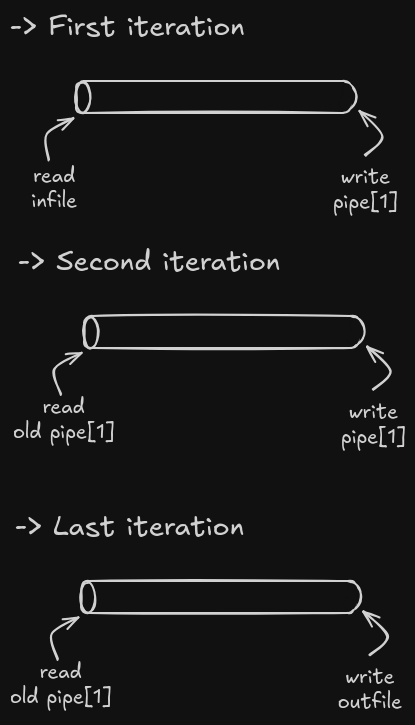 -> First iteration
read
infile
write
pipe[1]
-> Second iteration
read
old pipe[1]
write
pipe[1]
-> Last iteration
read
old pipe[1]
write
outfile